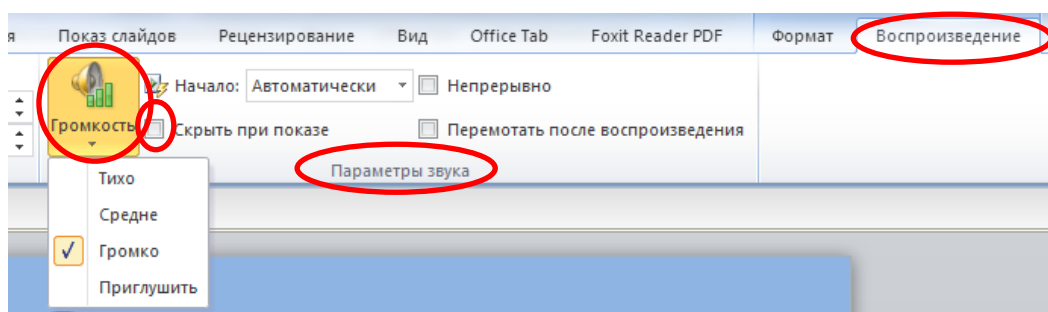 я Показ слайдов Рецензирование Вид Office Tab Foxit Reader PDF Формат Воспроизведение
Начало: Автоматически Непрерывно
Громкость Скрыть при показе Перемотать после воспроизведения
Параметры звука
Тихо
Средне
Громко
Приглушить